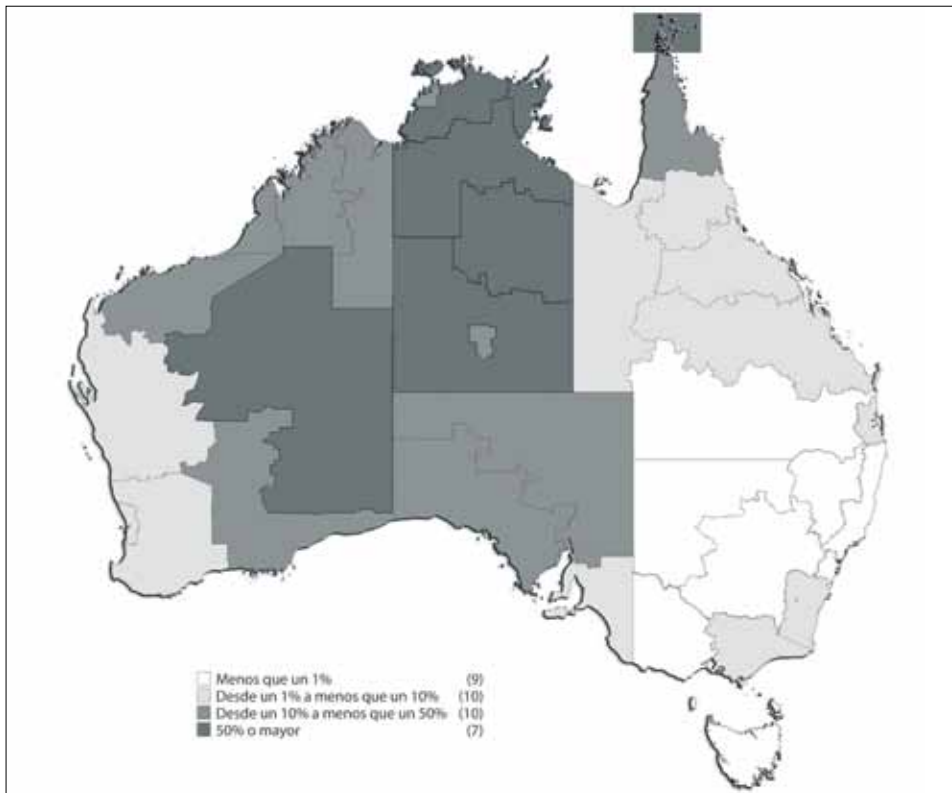 Menos que un 1% (9)
Desde un 1% a menos que un 10% (10)
Desde un 10% a menos que un 50% (10)
50% o mayor (7)